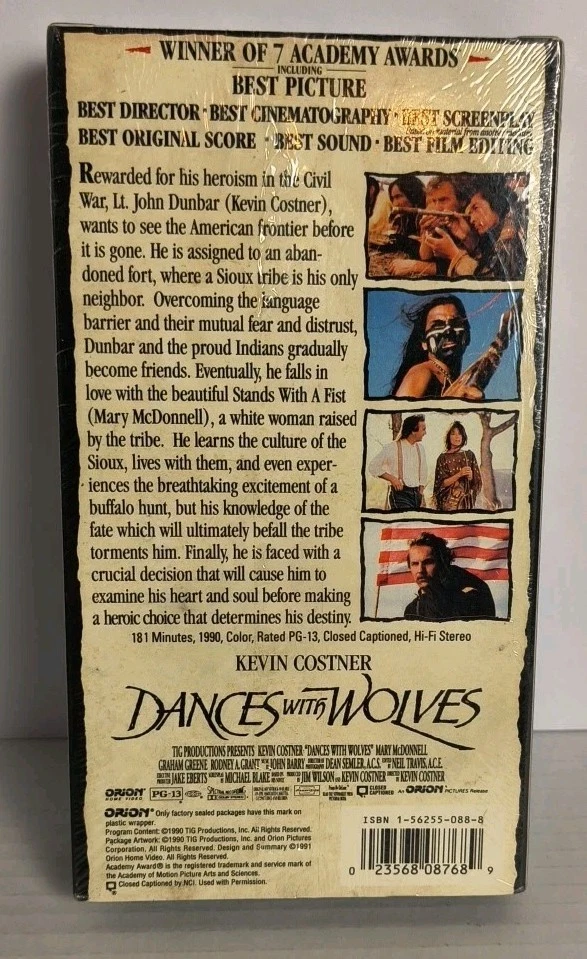 WINNER OF 7 ACADEMY AWARDS
INCLUDING
BEST PICTURE
BEST DIRECTOR · BEST CINEMATOGRAPHY · BEST SCREENPLAY
Based on material from another medium
BEST ORIGINAL SCORE · BEST SOUND · BEST FILM EDITING
Rewarded for his heroism in the Civil
War, Lt. John Dunbar (Kevin Costner),
wants to see the American frontier before
it is gone. He is assigned to an aban-
doned fort, where a Sioux tribe is his only
neighbor. Overcoming the language
barrier and their mutual fear and distrust,
Dunbar and the proud Indians gradually
become friends. Eventually, he falls in
love with the beautiful Stands With A Fist
(Mary McDonnell), a white woman raised
by the tribe. He learns the culture of the
Sioux, lives with them, and even exper-
iences the breathtaking excitement of a
buffalo hunt, but his knowledge of the
fate which will ultimately befall the tribe
torments him. Finally, he is faced with a
crucial decision that will cause him to
examine his heart and soul before making
a heroic choice that determines his destiny.
181 Minutes, 1990, Color, Rated PG-13, Closed Captioned, Hi-Fi Stereo
KEVIN COSTNER
DANCES WITH WOLVES
TIG PRODUCTIONS PRESENTS KEVIN COSTNER "DANCES WITH WOLVES" MARY McDONNELL
GRAHAM GREENE RODNEY A. GRANT JOHN BARRY DEAN SEMLER, A.C.S. NEIL TRAVIS, A.C.E.
JAKE EBERTS MICHAEL BLAKE JIM WILSON AND KEVIN COSTNER KEVIN COSTNER
ORION HOME VIDEO PG-13 CLOSED CAPTIONED An ORION PICTURES Release
ORION® Only factory sealed packages have this mark on
plastic wrapper.
Program Content: ©1990 TIG Productions, Inc. All Rights Reserved.
Package Artwork: ©1990 TIG Productions, Inc. and Orion Pictures
Corporation. All Rights Reserved. Design and Summary ©1991
Orion Home Video. All Rights Reserved.
Academy Award® is the registered trademark and service mark of
the Academy of Motion Picture Arts and Sciences.
Closed Captioned by NCI. Used with Permission.
ISBN 1-56255-088-8
0 23568 08768 9